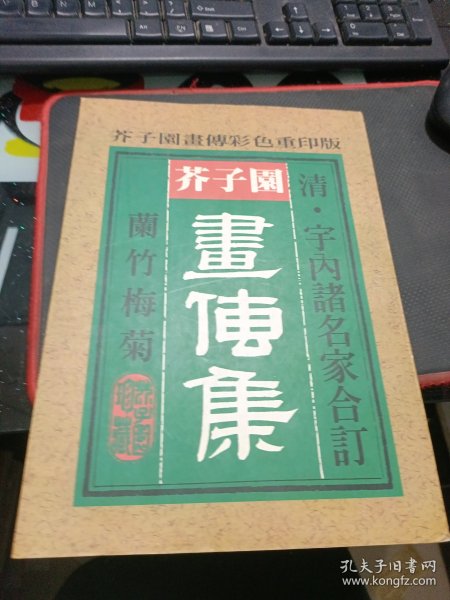 芥子園畫傳彩色重印版
清·宇內諸名家合訂
芥子園
畫傳集
蘭竹梅菊
孔夫子旧书网
www.kongfz.com